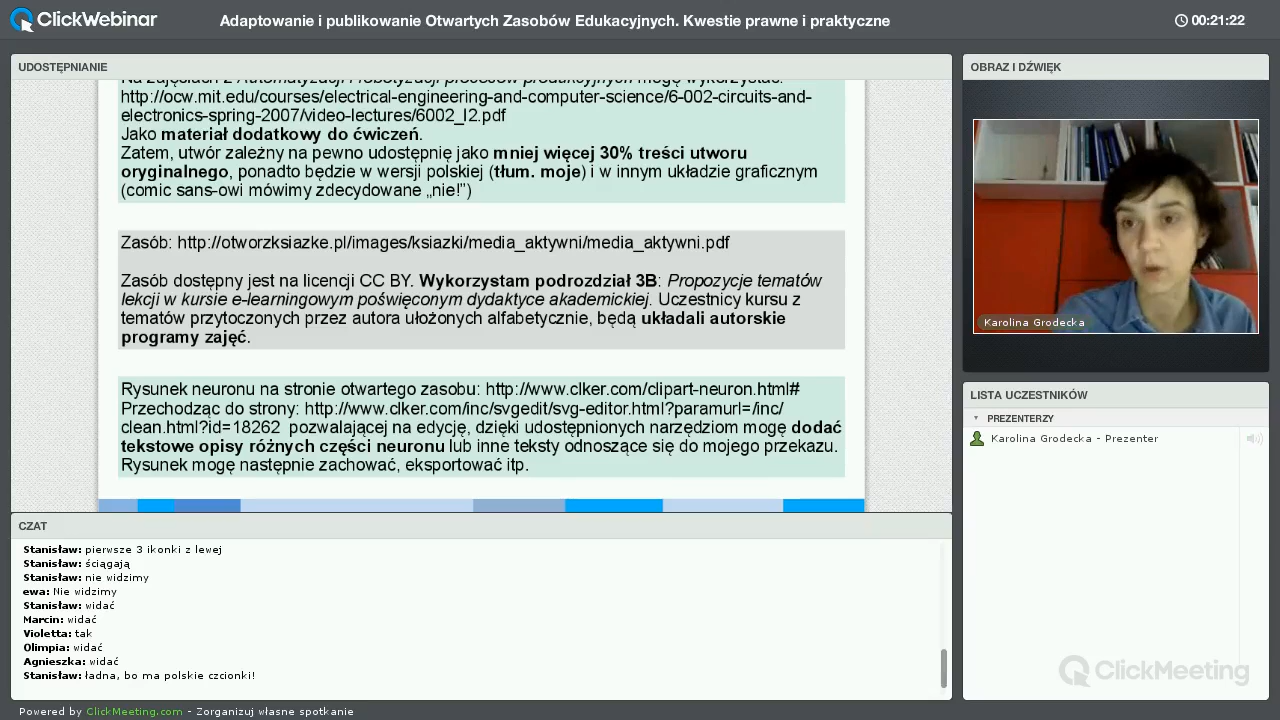 ClickWebinar
Adaptowanie i publikowanie Otwartych Zasobów Edukacyjnych. Kwestie prawne i praktyczne
00:21:22
UDOSTĘPNIANIE
Na zajęciach z Automatyzacji i robotyzacji procesów produkcyjnych mogę wykorzystać:
http://ocw.mit.edu/courses/electrical-engineering-and-computer-science/6-002-circuits-and-
electronics-spring-2007/video-lectures/6002_l2.pdf
Jako materiał dodatkowy do ćwiczeń.
Zatem, utwór zależny na pewno udostępnię jako mniej więcej 30% treści utworu
oryginalnego, ponadto będzie w wersji polskiej (tłum. moje) i w innym układzie graficznym
(comic sans-owi mówimy zdecydowane „nie!”)
Zasób: http://otworzksiazke.pl/images/ksiazki/media_aktywni/media_aktywni.pdf
Zasób dostępny jest na licencji CC BY. Wykorzystam podrozdział 3B: Propozycje tematów
lekcji w kursie e-learningowym poświęconym dydaktyce akademickiej. Uczestnicy kursu z
tematów przytoczonych przez autora ułożonych alfabetycznie, będą układali autorskie
programy zajęć.
Rysunek neuronu na stronie otwartego zasobu: http://www.clker.com/clipart-neuron.html#
Przechodząc do strony: http://www.clker.com/inc/svgedit/svg-editor.html?paramurl=/inc/
clean.html?id=18262 pozwalającej na edycję, dzięki udostępnionych narzędziom mogę dodać
tekstowe opisy różnych części neuronu lub inne teksty odnoszące się do mojego przekazu.
Rysunek mogę następnie zachować, eksportować itp.
OBRAZ I DŹWIĘK
Karolina Grodecka
LISTA UCZESTNIKÓW
PREZENTERZY
Karolina Grodecka - Prezenter
CZAT
Stanisław: pierwsze 3 ikonki z lewej
Stanisław: ściągają
Stanisław: nie widzimy
ewa: Nie widzimy
Stanisław: widać
Marcin: widać
Violetta: tak
Olimpia: widać
Agnieszka: widać
Stanisław: ładna, bo ma polskie czcionki!
ClickMeeting
Powered by ClickMeeting.com - Zorganizuj własne spotkanie